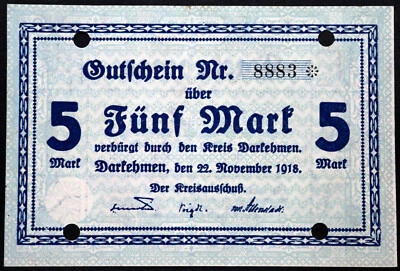 Gutschein Nr. 8883 *
über
5 Fünf Mark 5
Mark verbürgt durch den Kreis Darkehmen. Mark
Darkehmen, den 22. November 1918.
Der Kreisausschuß.